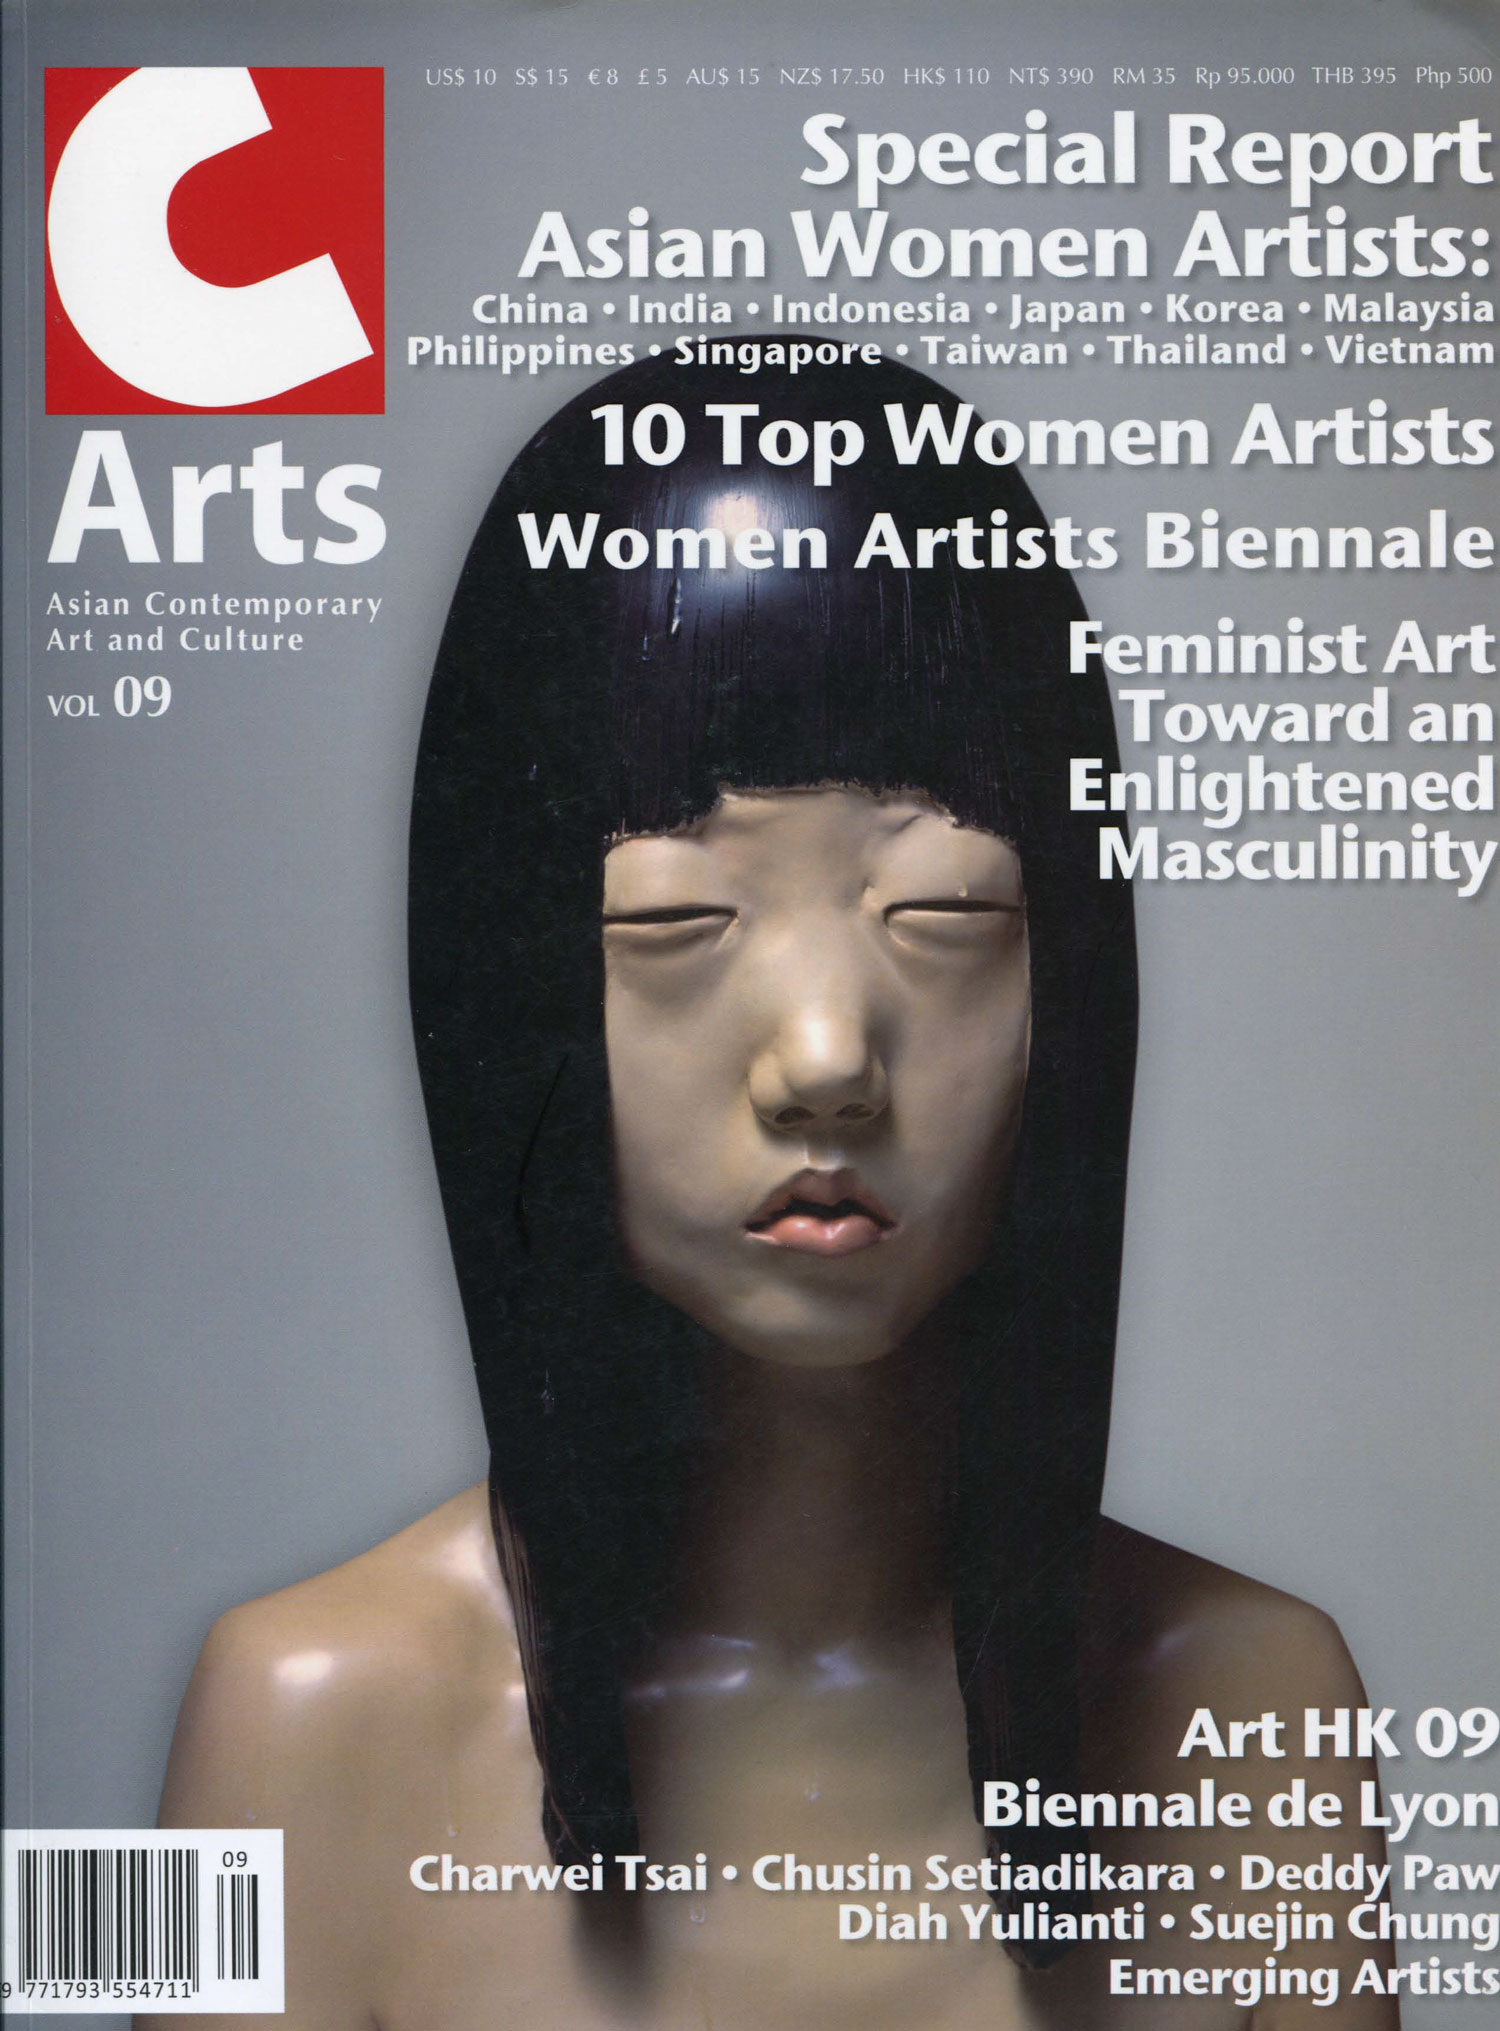 US$ 10 S$ 15 € 8 £ 5 AU$ 15 NZ$ 17.50 HK$ 110 NT$ 390 RM 35 Rp 95.000 THB 395 Php 500
C
Arts
Asian Contemporary
Art and Culture
VOL 09
Special Report
Asian Women Artists:
China • India • Indonesia • Japan • Korea • Malaysia
Philippines • Singapore • Taiwan • Thailand • Vietnam
10 Top Women Artists
Women Artists Biennale
Feminist Art
Toward an
Enlightened
Masculinity
Art HK 09
Biennale de Lyon
Charwei Tsai • Chusin Setiadikara • Deddy Paw
Diah Yulianti • Suejin Chung
Emerging Artists
09
9 771793 554711